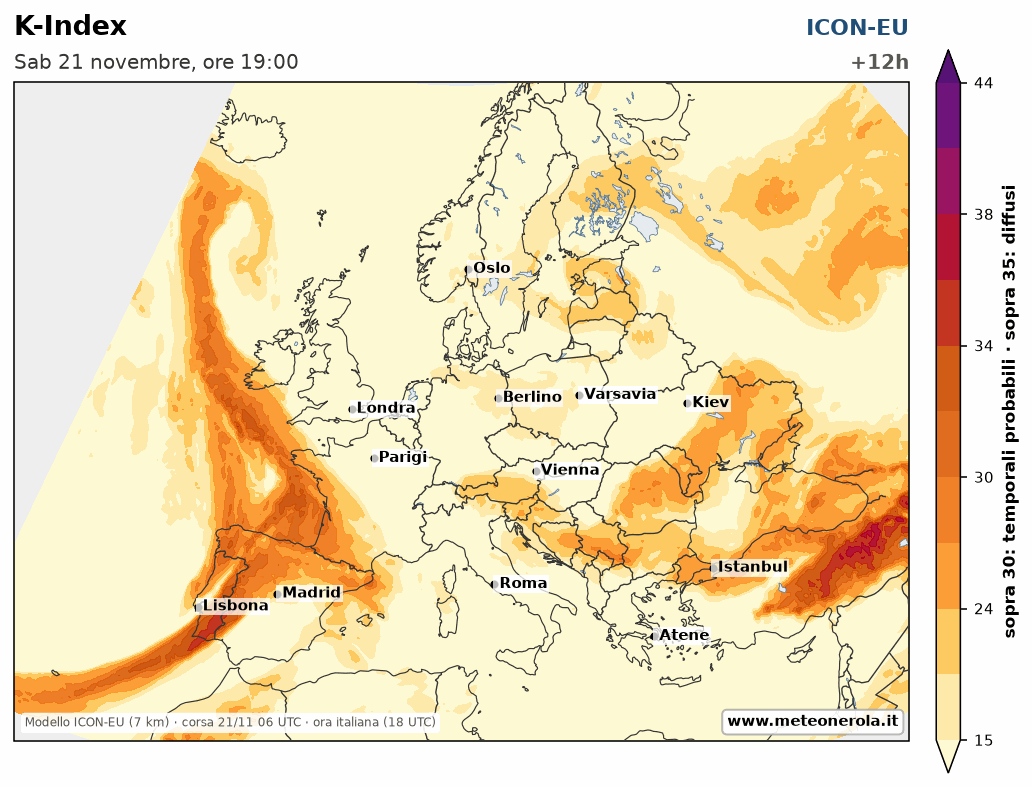 K-Index
ICON-EU
Sab 21 novembre, ore 19:00
+12h
44
38
34
30
24
15
sopra 30: temporali probabili · sopra 35: diffusi
Oslo
Berlino
Varsavia
Kiev
Londra
Parigi
Vienna
Istanbul
Roma
Madrid
Lisbona
Atene
Modello ICON-EU (7 km) · corsa 21/11 06 UTC · ora italiana (18 UTC)
www.meteonerola.it